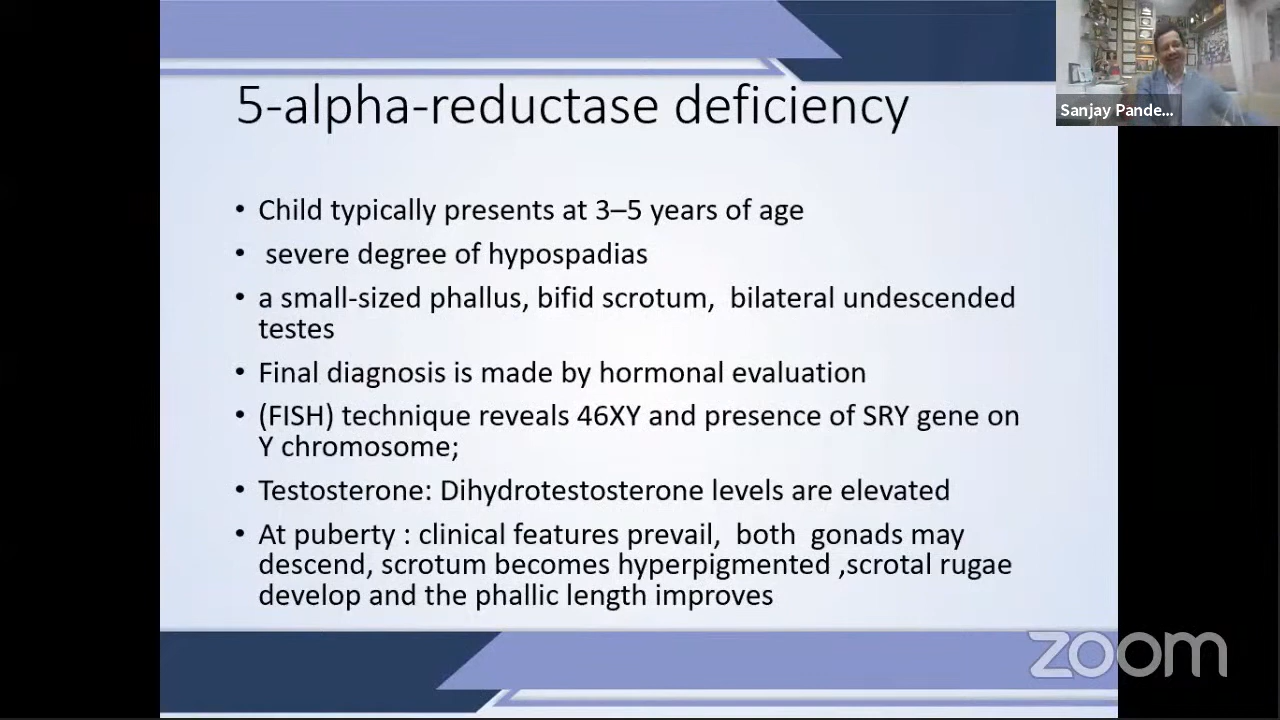 5-alpha-reductase deficiency
Sanjay Pande...
• Child typically presents at 3–5 years of age
• severe degree of hypospadias
• a small-sized phallus, bifid scrotum, bilateral undescended
testes
• Final diagnosis is made by hormonal evaluation
• (FISH) technique reveals 46XY and presence of SRY gene on
Y chromosome;
• Testosterone: Dihydrotestosterone levels are elevated
• At puberty : clinical features prevail, both gonads may
descend, scrotum becomes hyperpigmented ,scrotal rugae
develop and the phallic length improves
zoom